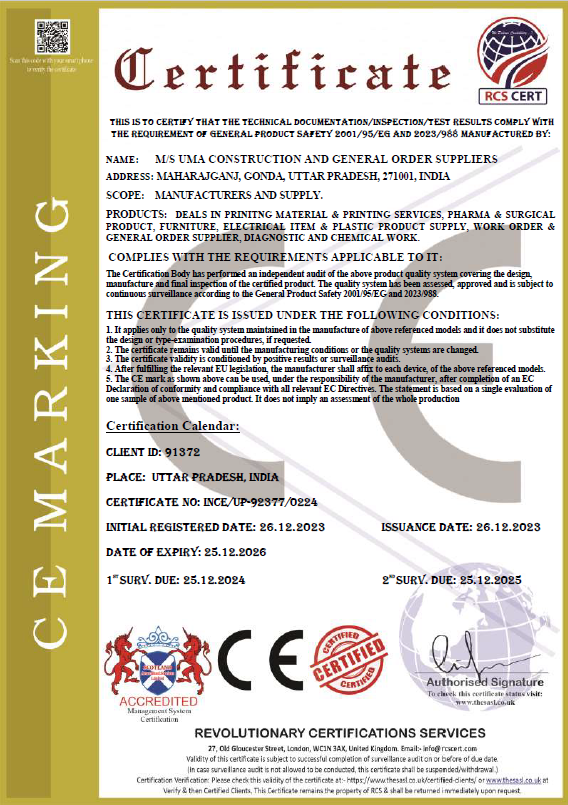 Scan this code with your smart phone
or verify the certificate
Certificate
RCS CERT
THIS IS TO CERTIFY THAT THE TECHNICAL DOCUMENTATION/INSPECTION/TEST RESULTS COMPLY WITH
THE REQUIREMENT OF GENERAL PRODUCT SAFETY 2001/95/EG AND 2023/988 MANUFACTURED BY:
NAME: M/S UMA CONSTRUCTION AND GENERAL ORDER SUPPLIERS
ADDRESS: MAHARAJGANJ, GONDA, UTTAR PRADESH, 271001, INDIA
SCOPE: MANUFACTURERS AND SUPPLY.
PRODUCTS: DEALS IN PRINITNG MATERIAL & PRINTING SERVICES, PHARMA & SURGICAL
PRODUCT, FURNITURE, ELECTRICAL ITEM & PLASTIC PRODUCT SUPPLY, WORK ORDER &
GENERAL ORDER SUPPLIER, DIAGNOSTIC AND CHEMICAL WORK.
COMPLIES WITH THE REQUIREMENTS APPLICABLE TO IT:
The Certification Body has performed an independent audit of the above product quality system covering the design,
manufacture and final inspection of the certified product. The quality system has been assessed, approved and is subject to
continuous surveillance according to the General Product Safety 2001/95/EG and 2023/988.
THIS CERTIFICATE IS ISSUED UNDER THE FOLLOWING CONDITIONS:
1. It applies only to the quality system maintained in the manufacture of above referenced models and it does not substitute
the design or type-examination procedures, if requested.
2. The certificate remains valid until the manufacturing conditions or the quality systems are changed.
3. The certificate validity is conditioned by positive results or surveillance audits.
4. After fulfilling the relevant EU legislation, the manufacturer shall affix to each device, of the above referenced models.
5. The CE mark as shown above can be used, under the responsibility of the manufacturer, after completion of an EC
Declaration of conformity and compliance with all relevant EC Directives. The statement is based on a single evaluation of
one sample of above mentioned product. It does not imply an assessment of the whole production
Certification Calendar:
CLIENT ID: 91372
PLACE: UTTAR PRADESH, INDIA
CERTIFICATE NO: INCE/UP-92377/0224
INITIAL REGISTERED DATE: 26.12.2023 ISSUANCE DATE: 26.12.2023
DATE OF EXPIRY: 25.12.2026
1ST SURV. DUE: 25.12.2024 2ND SURV. DUE: 25.12.2025
CE MARKING
SCOTLAND
ACCREDITED
Management System
Certification
CE
CERTIFIED
CERTIFIED
CERTIFIED
Authorised Signature
To check this certificate status visit:
www.thesasl.co.uk
REVOLUTIONARY CERTIFICATIONS SERVICES
27, Old Gloucester Street, London, WC1N 3AX, United Kingdom. Email:- info@rcscert.com
Validity of this certificate is subject to successful completion of surveillance audit on or before of due date.
(In case surveillance audit is not allowed to be conducted, this certificate shall be suspended/withdrawal.)
Certification Verification: Please check this validity of the certificate at:- https://www.thesasl.co.uk/certified-clients/ or www.thesasl.co.uk at
Verify & then Certified Clients. This Certificate remains the property of RCS & shall be returned immediately upon request.